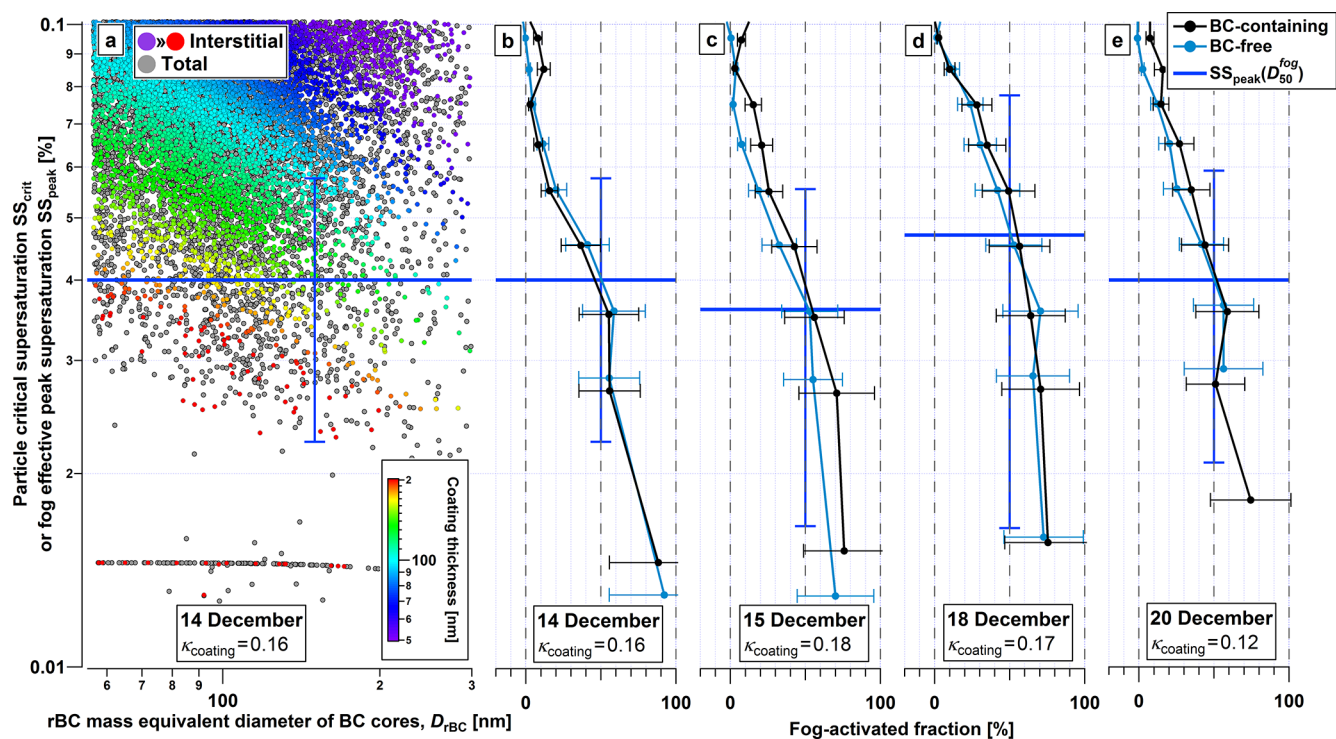 Particle critical supersaturation SScrit
or fog effective peak supersaturation SSpeak [%]
0.1
9
8
7
6
5
4
3
2
0.01
a
Interstitial
Total
Coating thickness [nm]
2
3
4
5
6
7
8
9
100
2
14 December
κcoating=0.16
6
7
8
9
100
2
3
rBC mass equivalent diameter of BC cores, DrBC [nm]
b
14 December
κcoating=0.16
0
100
c
15 December
κcoating=0.18
0
100
d
18 December
κcoating=0.17
0
100
e
BC-containing
BC-free
SSpeak(D50fog)
20 December
κcoating=0.12
0
100
Fog-activated fraction [%]